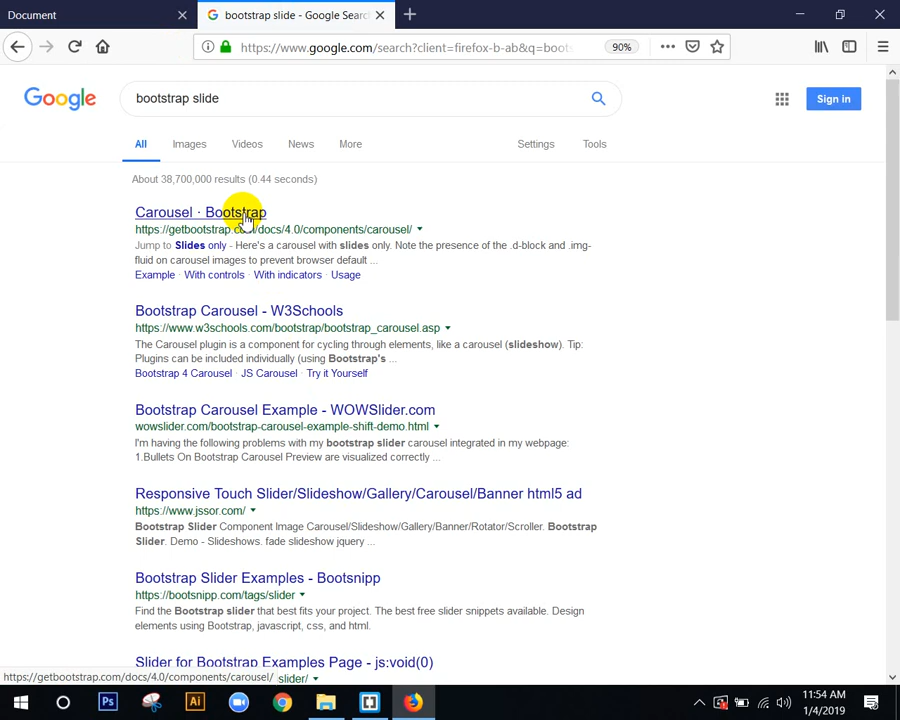 Document
bootstrap slide - Google Searc
https://www.google.com/search?client=firefox-b-ab&q=boots
90%
Google
bootstrap slide
Sign in
All
Images
Videos
News
More
Settings
Tools
About 38,700,000 results (0.44 seconds)
Carousel · Bootstrap
https://getbootstrap.com/docs/4.0/components/carousel/
Jump to Slides only - Here's a carousel with slides only. Note the presence of the .d-block and .img-
fluid on carousel images to prevent browser default ...
Example · With controls · With indicators · Usage
Bootstrap Carousel - W3Schools
https://www.w3schools.com/bootstrap/bootstrap_carousel.asp
The Carousel plugin is a component for cycling through elements, like a carousel (slideshow). Tip:
Plugins can be included individually (using Bootstrap's ...
Bootstrap 4 Carousel · JS Carousel · Try it Yourself
Bootstrap Carousel Example - WOWSlider.com
wowslider.com/bootstrap-carousel-example-shift-demo.html
I'm having the following problems with my bootstrap slider carousel integrated in my webpage:
1.Bullets On Bootstrap Carousel Preview are visualized correctly ...
Responsive Touch Slider/Slideshow/Gallery/Carousel/Banner html5 ad
https://www.jssor.com/
Bootstrap Slider Component Image Carousel/Slideshow/Gallery/Banner/Rotator/Scroller. Bootstrap
Slider. Demo - Slideshows. fade slideshow jquery ...
Bootstrap Slider Examples - Bootsnipp
https://bootsnipp.com/tags/slider
Find the Bootstrap slider that best fits your project. The best free slider snippets available. Design
elements using Bootstrap, javascript, css, and html.
Slider for Bootstrap Examples Page - js:void(0)
https://getbootstrap.com/docs/4.0/components/carousel/
slider/
Ps
Ai
11:54 AM
1/4/2019